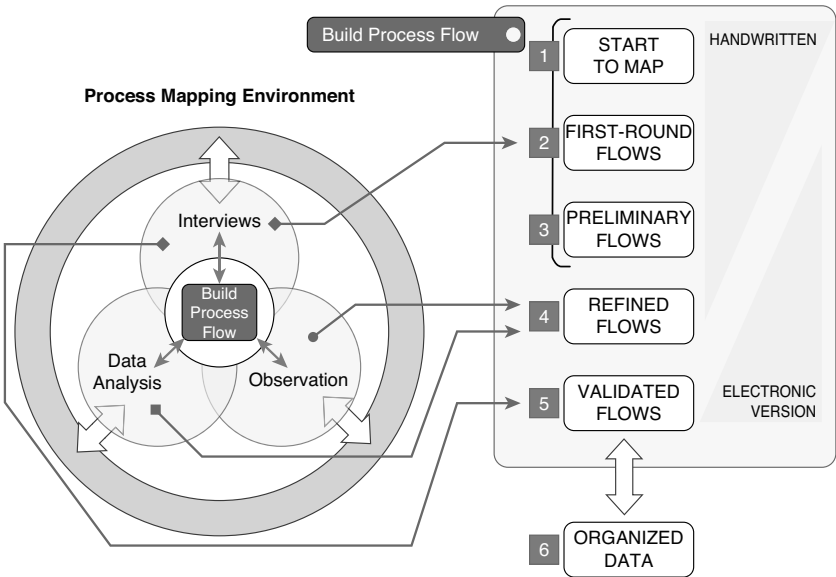 Build Process Flow
Process Mapping Environment
Interviews
Build
Process
Flow
Data
Analysis
Observation
1
START
TO MAP
HANDWRITTEN
2
FIRST-ROUND
FLOWS
3
PRELIMINARY
FLOWS
4
REFINED
FLOWS
5
VALIDATED
FLOWS
ELECTRONIC
VERSION
6
ORGANIZED
DATA